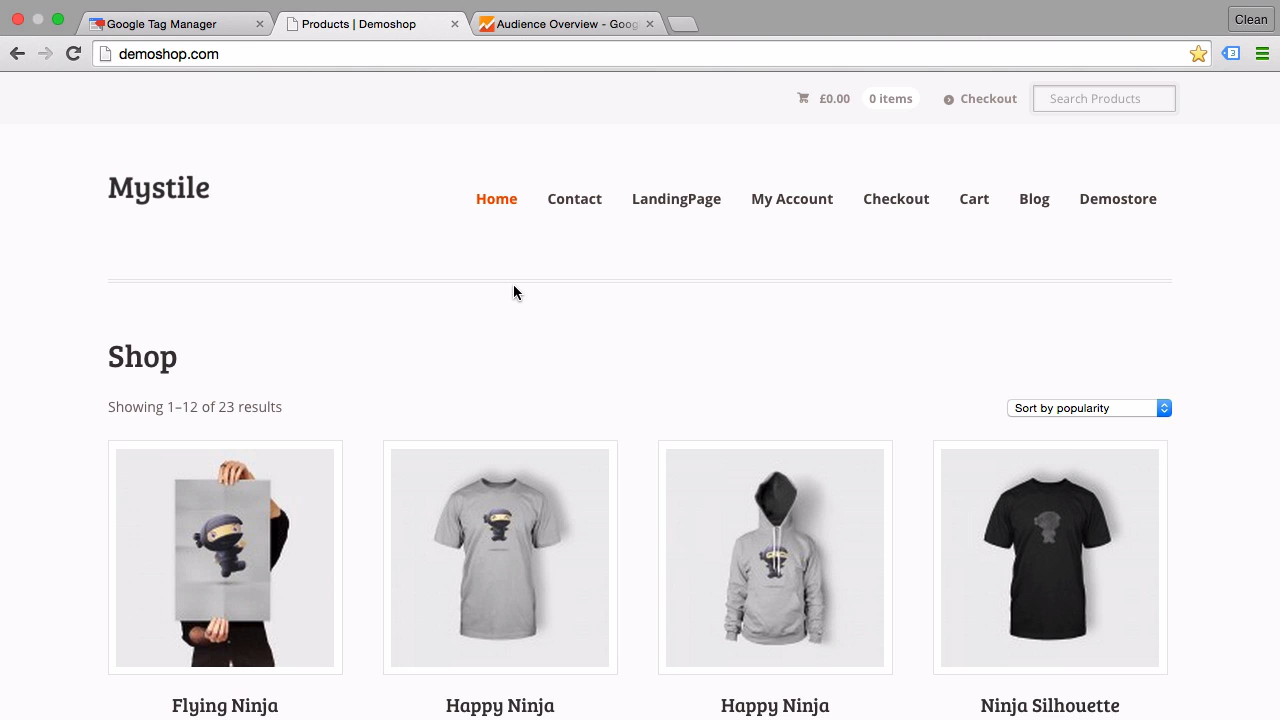 Google Tag Manager
Products | Demoshop
Audience Overview - Goog
Clean
demoshop.com
3
£0.00
0 items
Checkout
Search Products
Mystile
Home
Contact
LandingPage
My Account
Checkout
Cart
Blog
Demostore
Shop
Showing 1–12 of 23 results
Sort by popularity
Flying Ninja
Happy Ninja
Happy Ninja
Ninja Silhouette